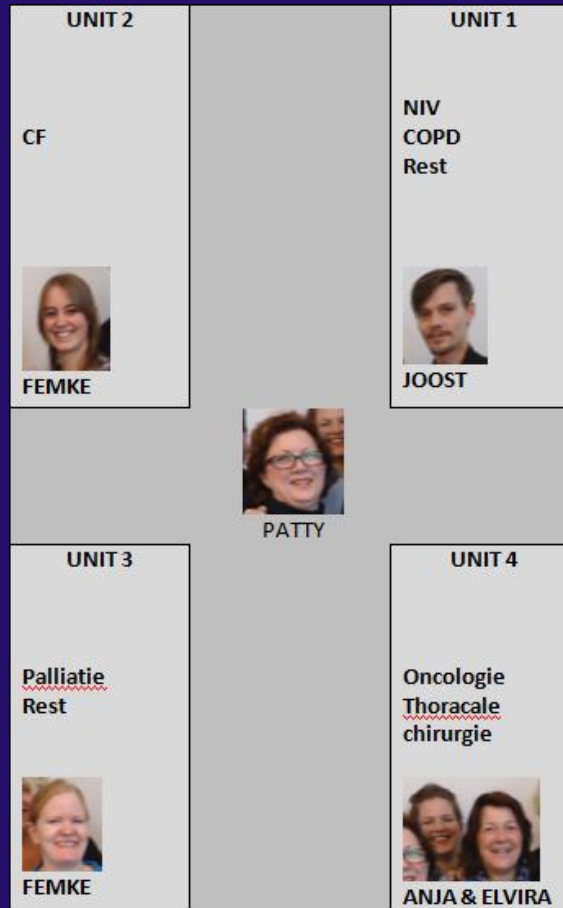 UNIT 2
CF
FEMKE
UNIT 1
NIV
COPD
Rest
JOOST
PATTY
UNIT 3
Palliatie
Rest
FEMKE
UNIT 4
Oncologie
Thoracale
chirurgie
ANJA & ELVIRA